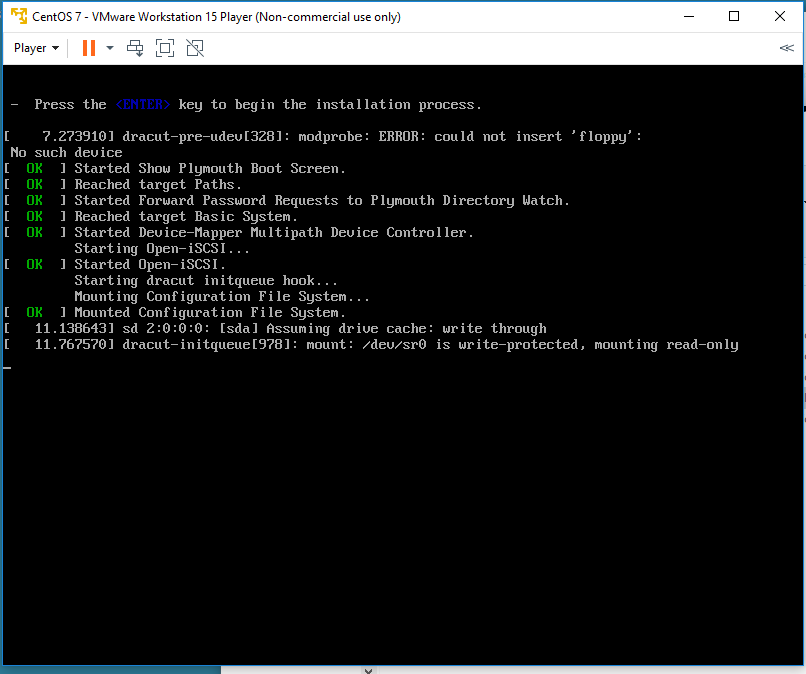 CentOS 7 - VMware Workstation 15 Player (Non-commercial use only)
Player
- Press the <ENTER> key to begin the installation process.
[    7.273910] dracut-pre-udev[328]: modprobe: ERROR: could not insert 'floppy':
No such device
[  OK  ] Started Show Plymouth Boot Screen.
[  OK  ] Reached target Paths.
[  OK  ] Started Forward Password Requests to Plymouth Directory Watch.
[  OK  ] Reached target Basic System.
[  OK  ] Started Device-Mapper Multipath Device Controller.
Starting Open-iSCSI...
[  OK  ] Started Open-iSCSI.
Starting dracut initqueue hook...
Mounting Configuration File System...
[  OK  ] Mounted Configuration File System.
[   11.138643] sd 2:0:0:0: [sda] Assuming drive cache: write through
[   11.767570] dracut-initqueue[978]: mount: /dev/sr0 is write-protected, mounting read-only